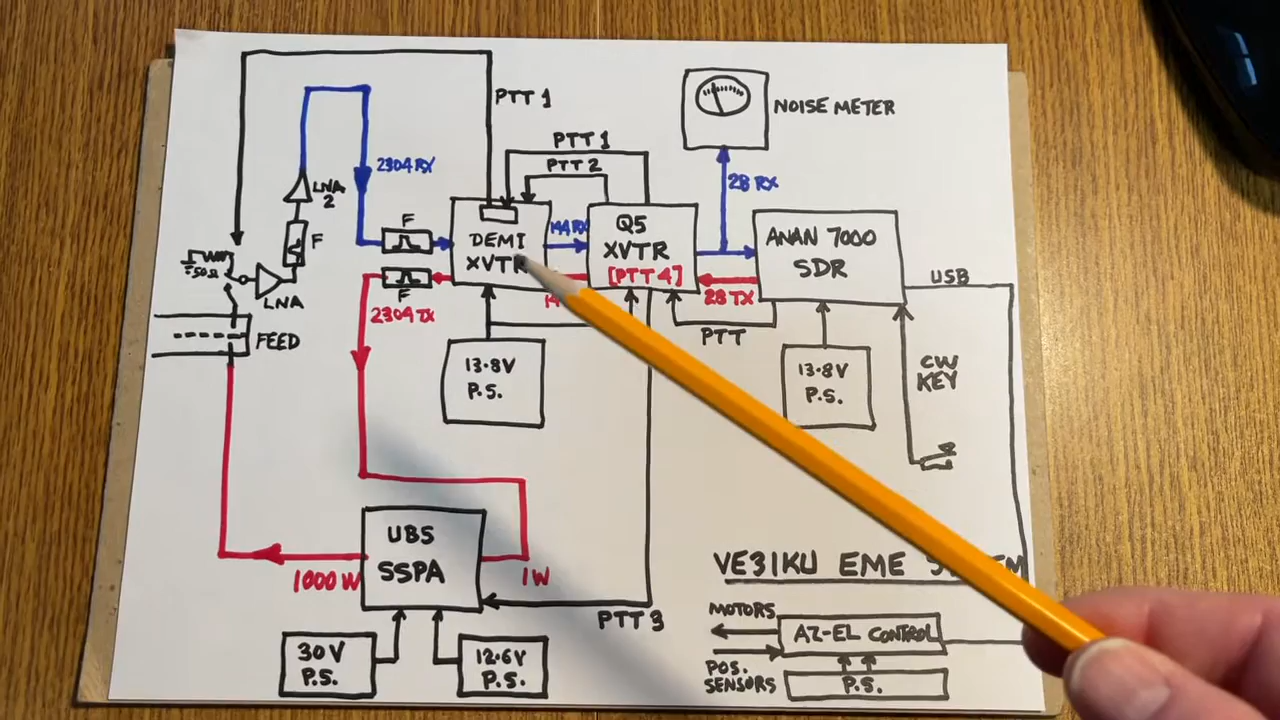 PTT 1
NOISE METER
PTT 1
PTT 2
2304 RX
28 RX
LNA
2
F
F
DEMI
XVTR
144 RX
Q5
XVTR
[PTT 4]
ANAN 7000
SDR
USB
50Ω
LNA
F
2304 TX
28 TX
PTT
FEED
13.8V
P.S.
13.8V
P.S.
CW
KEY
UBS
SSPA
1000 W
1W
VE3IKU EME
PTT 3
MOTORS
AZ-EL CONTROL
POS.
SENSORS
P.S.
30V
P.S.
12.6V
P.S.